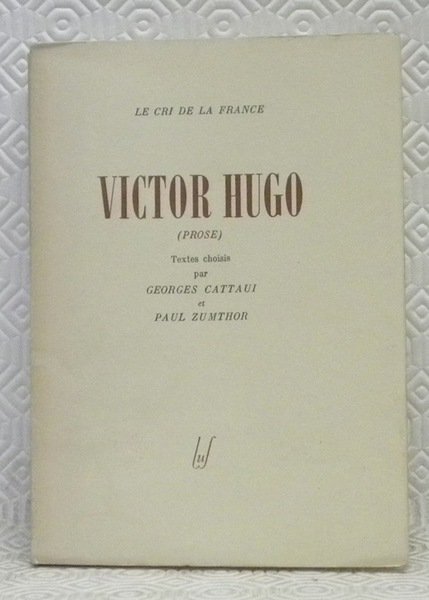 LE CRI DE LA FRANCE
VICTOR HUGO
(PROSE)
Textes choisis
par
GEORGES CATTAUI
et
PAUL ZUMTHOR
luf